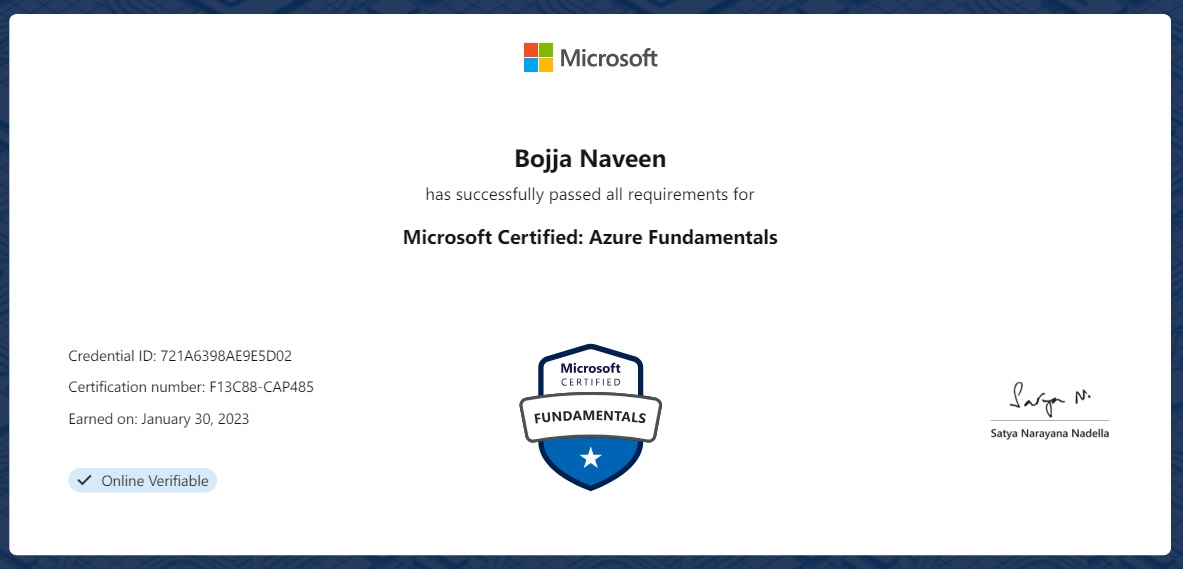 Microsoft
Bojja Naveen
has successfully passed all requirements for
Microsoft Certified: Azure Fundamentals
Credential ID: 721A6398AE9E5D02
Certification number: F13C88-CAP485
Earned on: January 30, 2023
Online Verifiable
Microsoft
CERTIFIED
FUNDAMENTALS
Satya N.
Satya Narayana Nadella